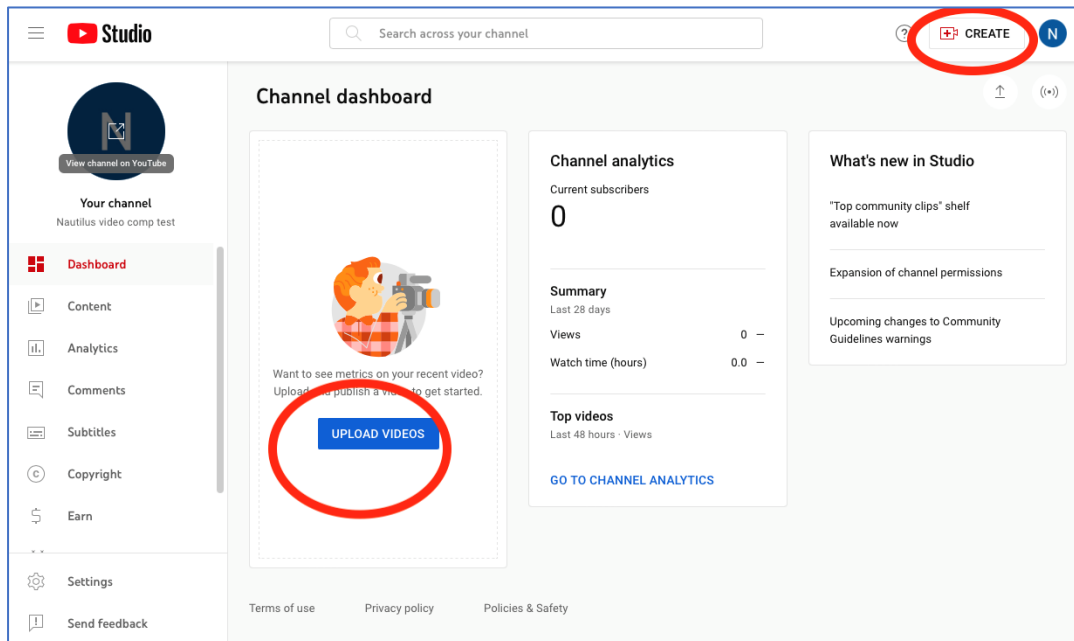 Studio
Search across your channel
?
CREATE
N
Channel dashboard
N
View channel on YouTube
Your channel
Nautilus video comp test
Dashboard
Content
Analytics
Comments
Subtitles
Copyright
Earn
Settings
Send feedback
Want to see metrics on your recent video?
Upload and publish a video to get started.
UPLOAD VIDEOS
Channel analytics
Current subscribers
0
Summary
Last 28 days
Views 0 —
Watch time (hours) 0.0 —
Top videos
Last 48 hours · Views
GO TO CHANNEL ANALYTICS
What's new in Studio
"Top community clips" shelf
available now
Expansion of channel permissions
Upcoming changes to Community
Guidelines warnings
Terms of use Privacy policy Policies & Safety